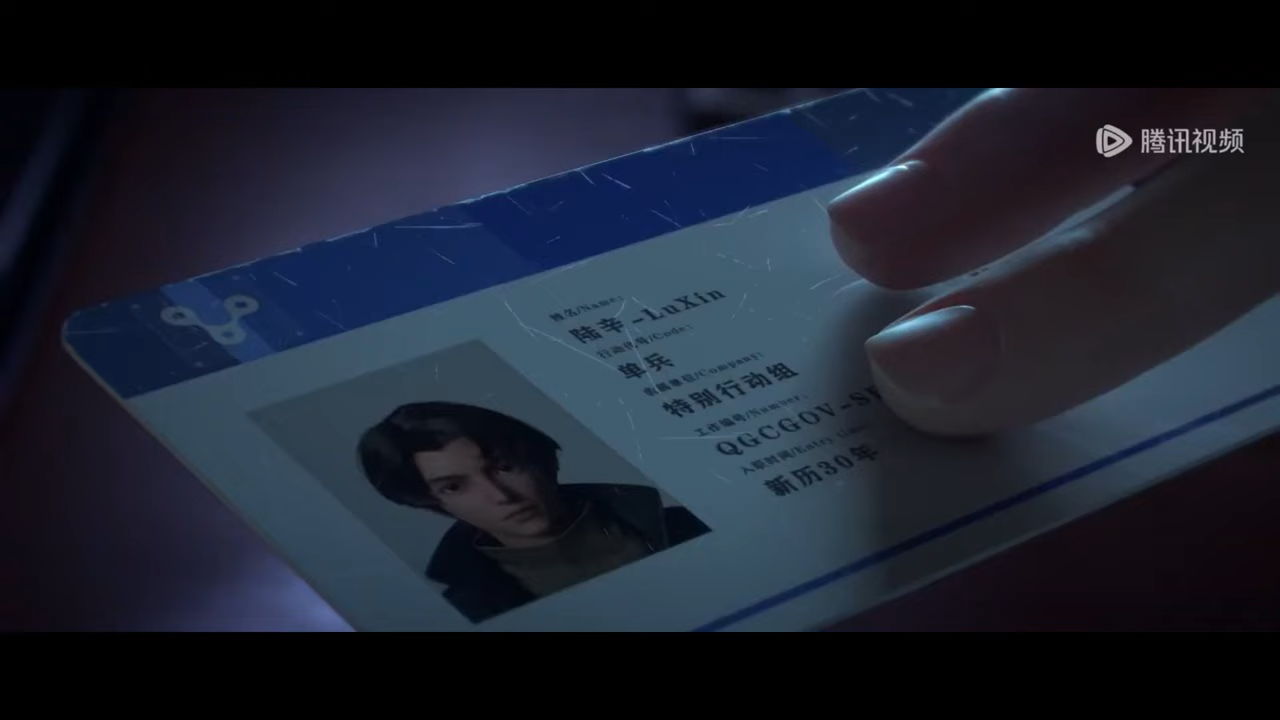 腾讯视频
姓名/Name:
陆辛-LuXin
行动代号/Code:
单兵
隶属单位/Company:
特别行动组
工作编号/Number:
QGCGOV-S
入职时间/Entry time:
新历30年